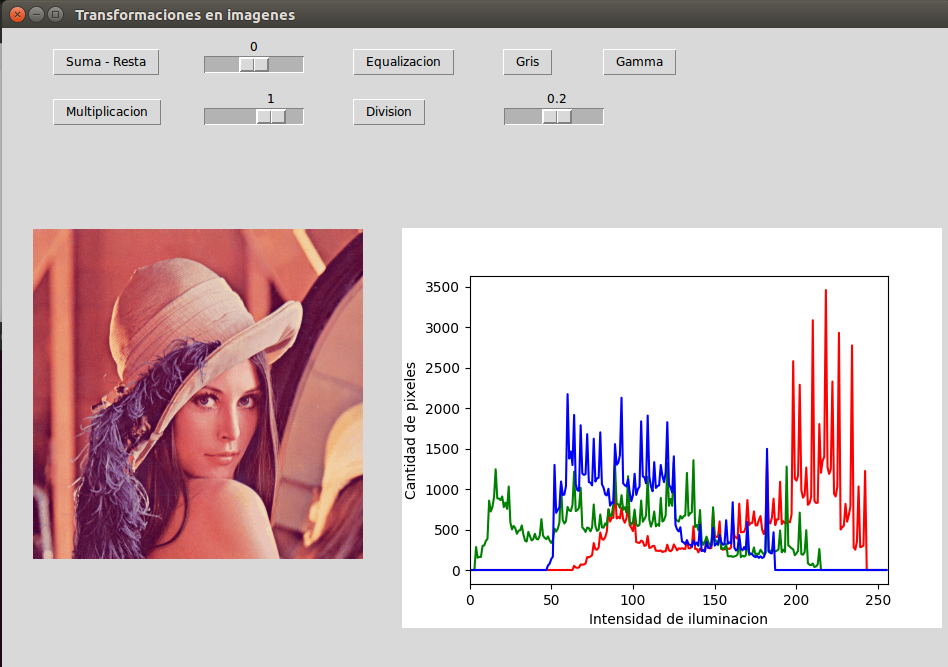 Transformaciones en imagenes
Suma - Resta
0
Equalizacion
Gris
Gamma
Multiplicacion
1
Division
0.2
3500
3000
2500
2000
1500
1000
500
0
Cantidad de pixeles
0 50 100 150 200 250
Intensidad de iluminacion